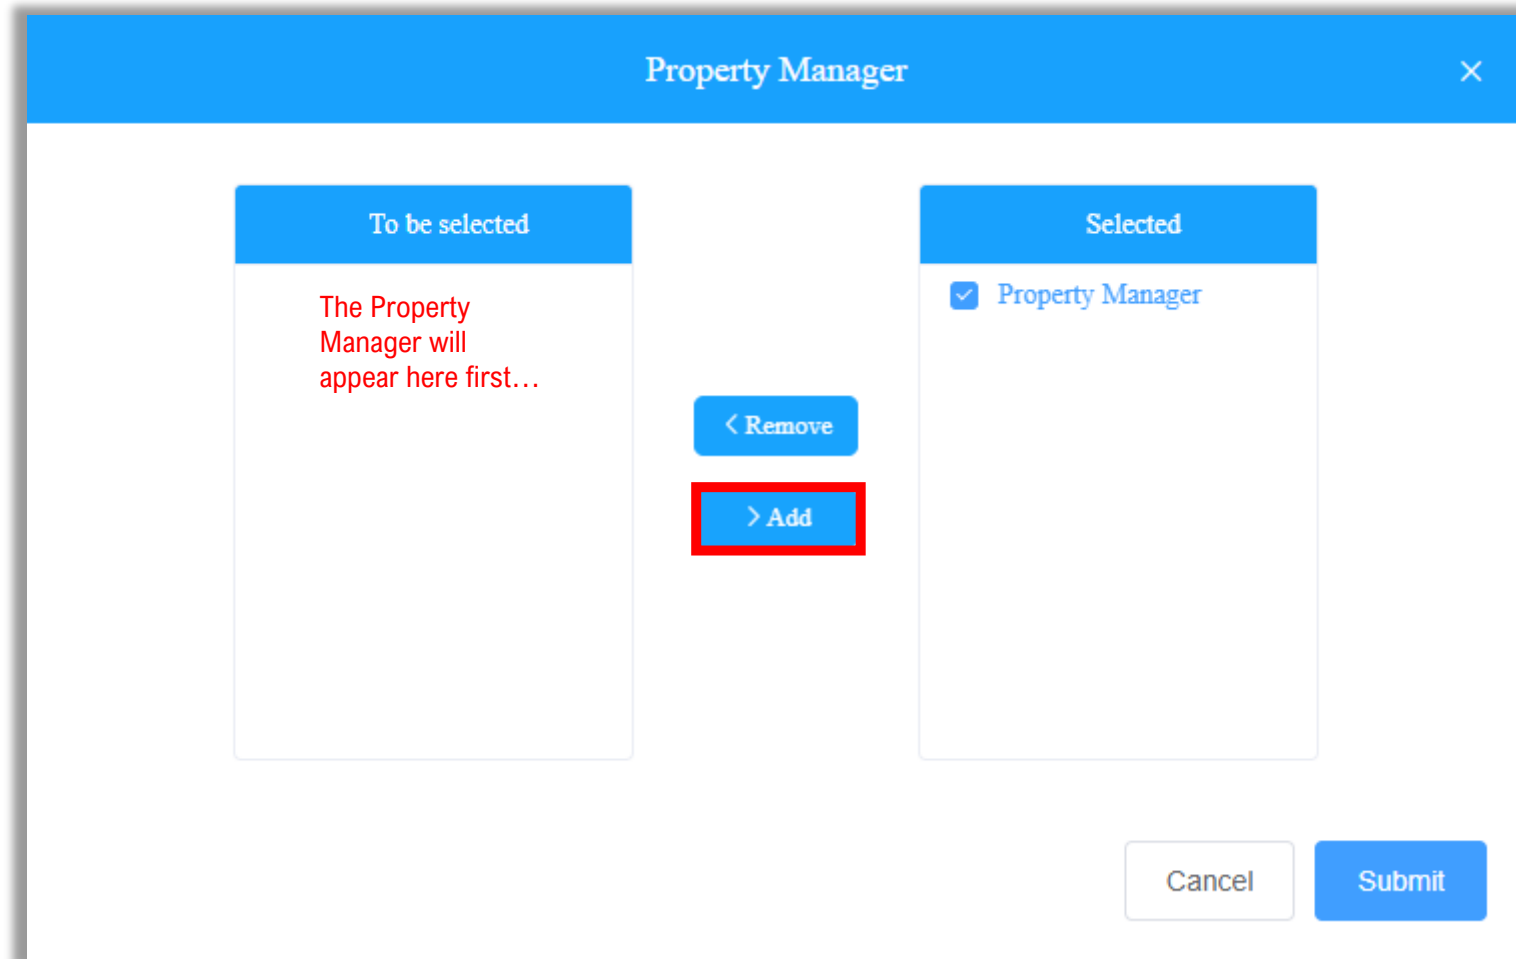 Property Manager
To be selected
The Property
Manager will
appear here first…
Remove
Add
Selected
Property Manager
Cancel
Submit